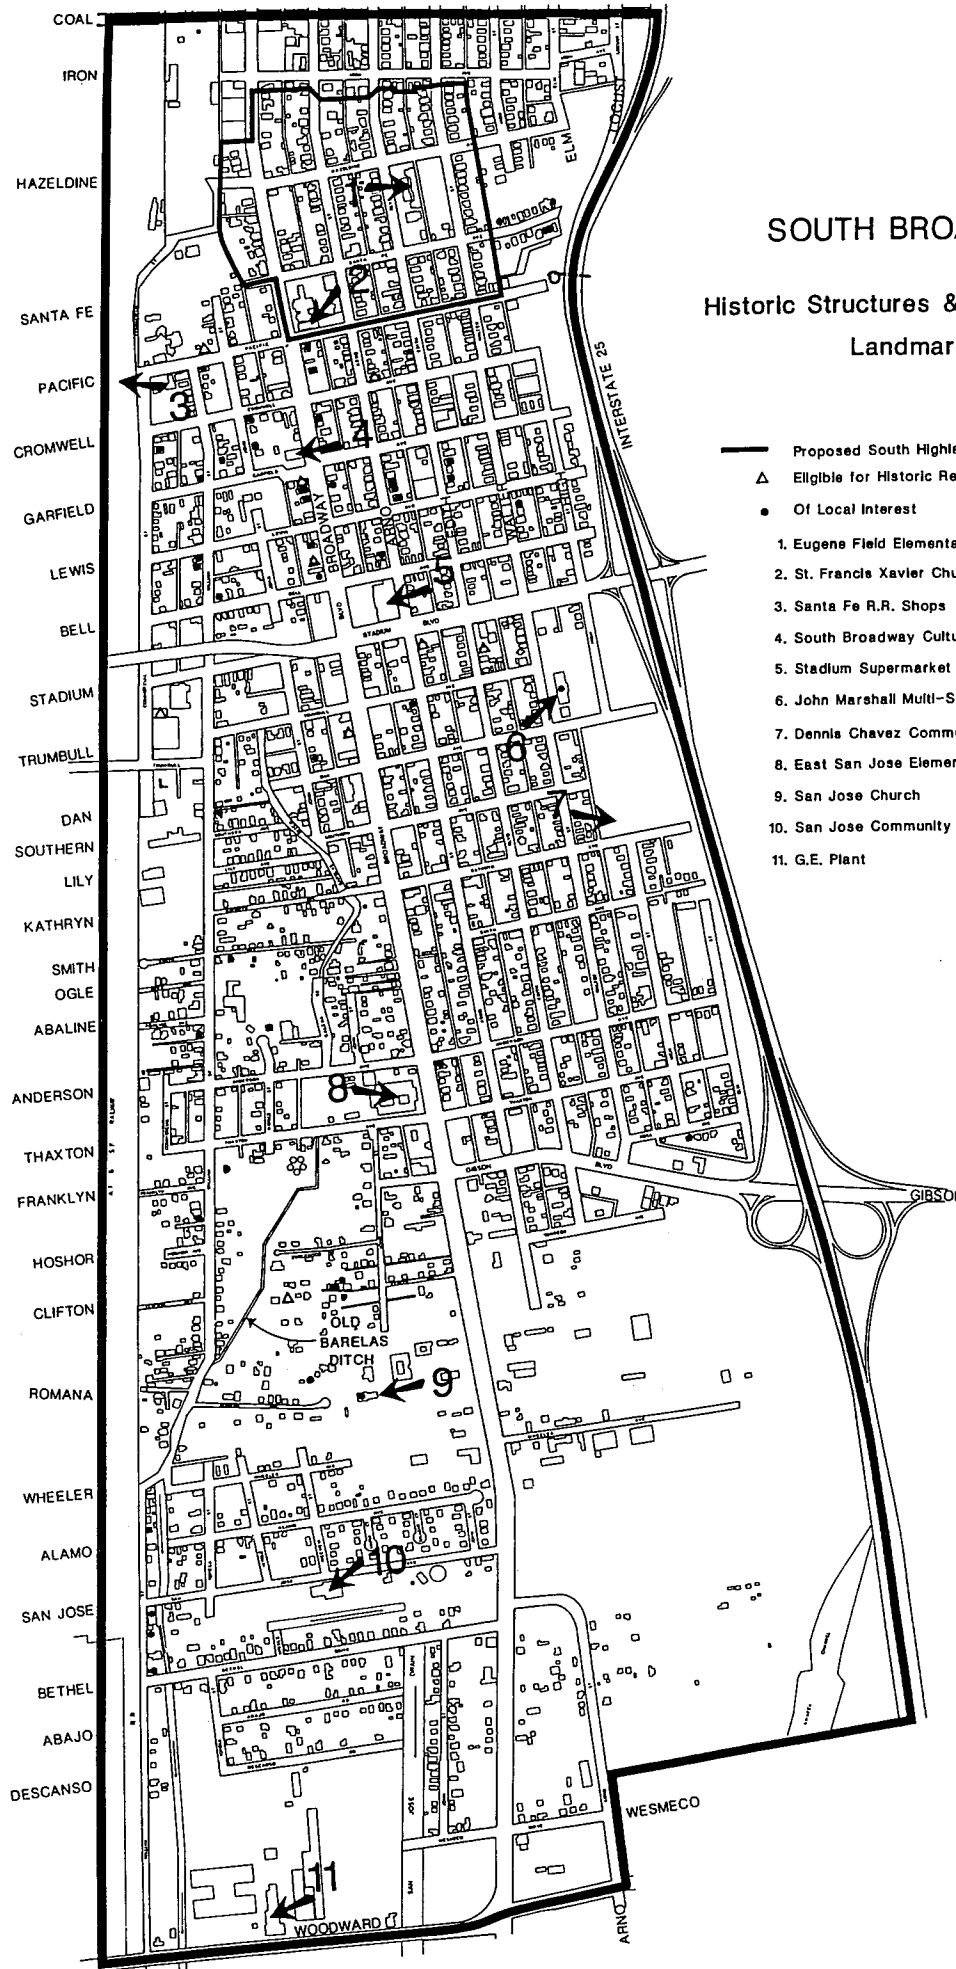 COAL
IRON
HAZELDINE
SANTA FE
PACIFIC
CROMWELL
GARFIELD
LEWIS
BELL
STADIUM
TRUMBULL
DAN
SOUTHERN
LILY
KATHRYN
SMITH
OGLE
ABALINE
ANDERSON
THAXTON
FRANKLYN
HOSHOR
CLIFTON
ROMANA
WHEELER
ALAMO
SAN JOSE
BETHEL
ABAJO
DESCANSO
SOUTH BROA
Historic Structures &
Landmar
Proposed South Highla
Eligible for Historic Re
Of Local Interest
1. Eugene Field Elementa
2. St. Francis Xavier Chu
3. Santa Fe R.R. Shops
4. South Broadway Cultu
5. Stadium Supermarket
6. John Marshall Multi-S
7. Dennis Chavez Commu
8. East San Jose Elemen
9. San Jose Church
10. San Jose Community
11. G.E. Plant
LOCUST
ELM
INTERSTATE 25
1
2
3
4
BROADWAY
ARNO
EDITH
WALTER
5
STADIUM BLVD
6
7
8
GIBSON BLVD
GIBSON
OLD
BARELAS
DITCH
9
10
SAN JOSE DRAIN
WESMECO
11
WOODWARD
ARNO